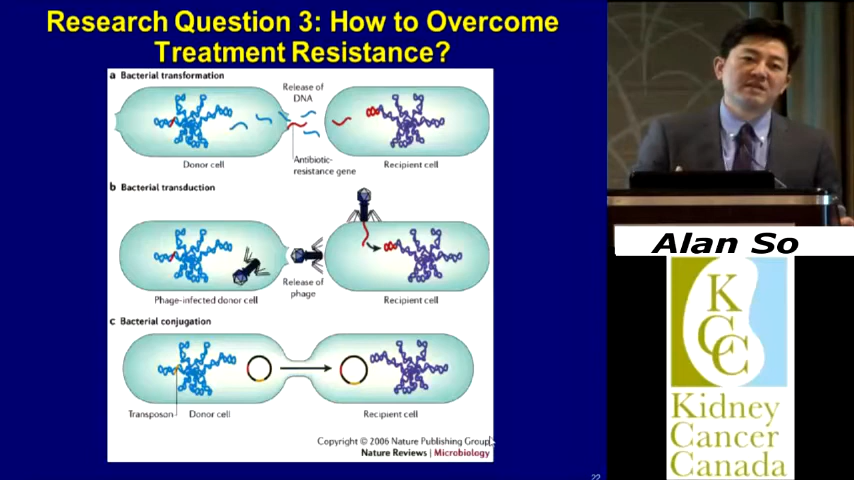 Research Question 3: How to Overcome
Treatment Resistance?
a Bacterial transformation
Release of
DNA
Donor cell
Antibiotic-
resistance gene
Recipient cell
b Bacterial transduction
Phage-infected donor cell
Release of
phage
Recipient cell
c Bacterial conjugation
Transposon
Donor cell
Recipient cell
Copyright © 2006 Nature Publishing Group
Nature Reviews | Microbiology
22
Alan So
K
C
C
Kidney
Cancer
Canada